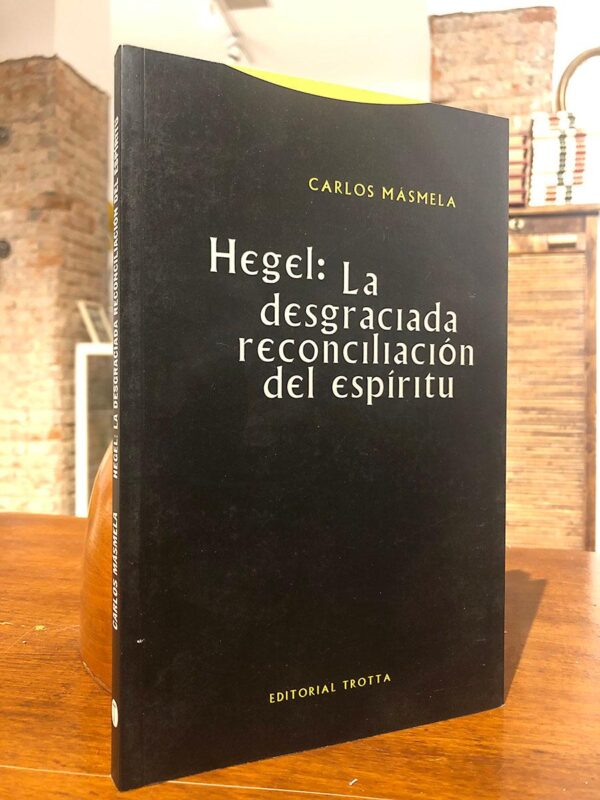 CARLOS MÁSMELA
Hegel: La
desgraciada
reconciliación
del espíritu
EDITORIAL TROTTA
CARLOS MÁSMELA HEGEL: LA DESGRACIADA RECONCILIACIÓN DEL ESPÍRITU